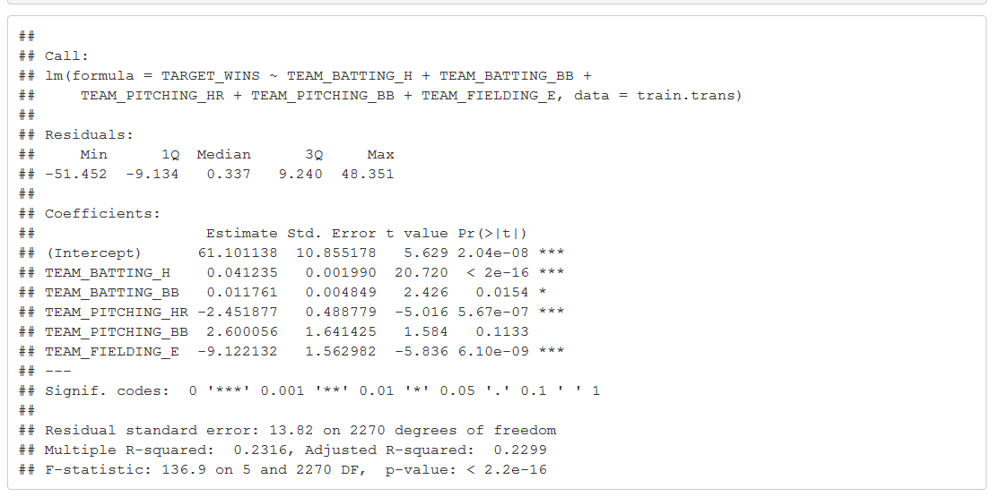 ##
## Call:
## lm(formula = TARGET_WINS ~ TEAM_BATTING_H + TEAM_BATTING_BB +
##     TEAM_PITCHING_HR + TEAM_PITCHING_BB + TEAM_FIELDING_E, data = train.trans)
##
## Residuals:
##     Min      1Q  Median      3Q     Max
## -51.452  -9.134   0.337   9.240  48.351
##
## Coefficients:
##                   Estimate Std. Error t value Pr(>|t|)
## (Intercept)      61.101138  10.855178   5.629 2.04e-08 ***
## TEAM_BATTING_H    0.041235   0.001990  20.720  < 2e-16 ***
## TEAM_BATTING_BB   0.011761   0.004849   2.426   0.0154 *
## TEAM_PITCHING_HR -2.451877   0.488779  -5.016 5.67e-07 ***
## TEAM_PITCHING_BB  2.600056   1.641425   1.584   0.1133
## TEAM_FIELDING_E  -9.122132   1.562982  -5.836 6.10e-09 ***
## ---
## Signif. codes:  0 '***' 0.001 '**' 0.01 '*' 0.05 '.' 0.1 ' ' 1
##
## Residual standard error: 13.82 on 2270 degrees of freedom
## Multiple R-squared:  0.2316, Adjusted R-squared:  0.2299
## F-statistic: 136.9 on 5 and 2270 DF,  p-value: < 2.2e-16